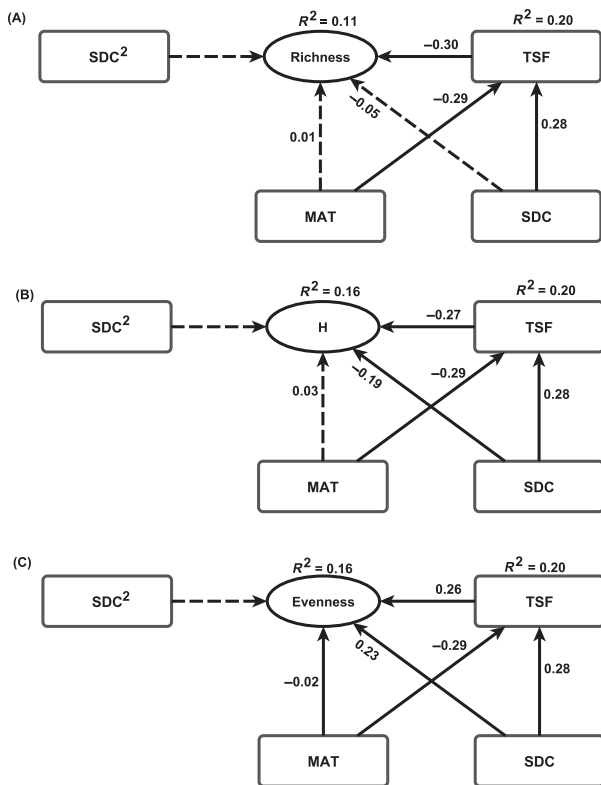 (A)
R² = 0.11
R² = 0.20
SDC²
Richness
–0.30
TSF
–0.29
–0.05
0.01
0.28
MAT
SDC
(B)
R² = 0.16
R² = 0.20
SDC²
H
–0.27
TSF
–0.29
–0.19
0.03
0.28
MAT
SDC
(C)
R² = 0.16
R² = 0.20
SDC²
Evenness
0.26
TSF
–0.29
0.23
–0.02
0.28
MAT
SDC